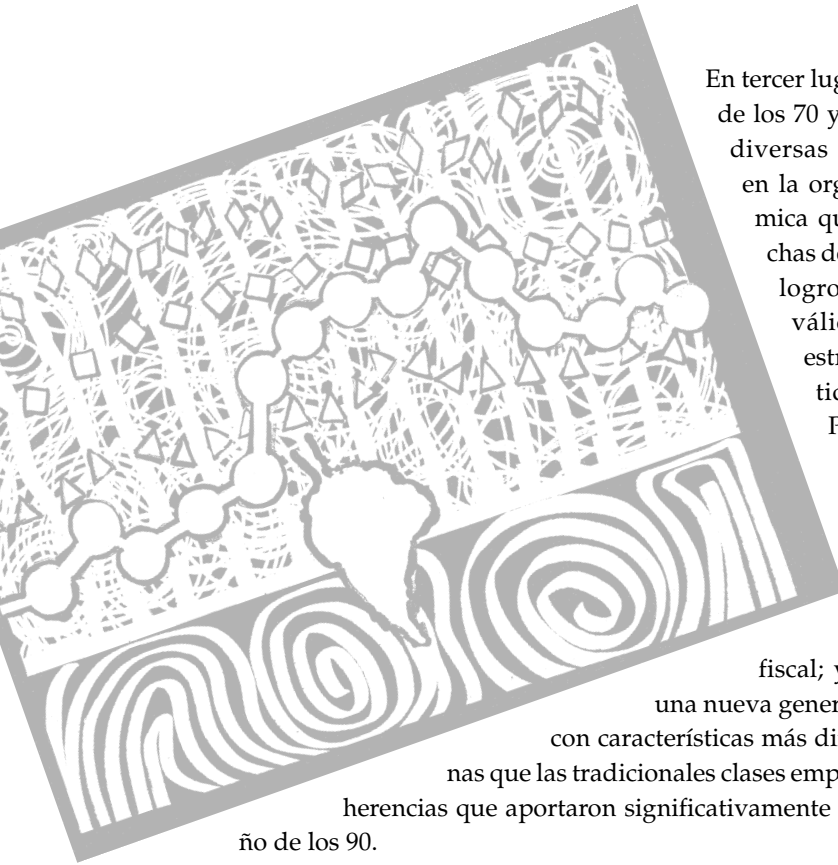 En tercer lug
de los 70 y
diversas
en la org
mica qu
chas de
logro
váli
estr
tic
F
fiscal; y
una nueva gener
con características más di
nas que las tradicionales clases emp
herencias que aportaron significativamente
ño de los 90.